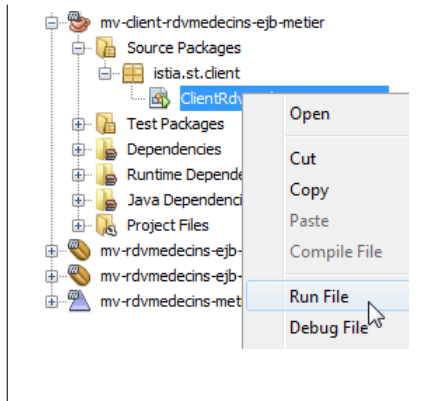 mv-client-rdvmedecins-ejb-metier
Source Packages
istia.st.client
ClientRdv
Test Packages
Dependencies
Runtime Depende
Java Dependenci
Project Files
mv-rdvmedecins-ejb-
mv-rdvmedecins-ejb-
mv-rdvmedecins-met
Open
Cut
Copy
Paste
Compile File
Run File
Debug File